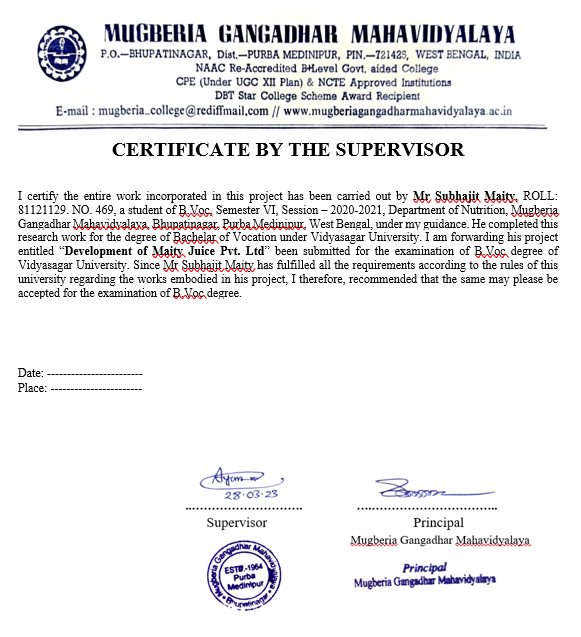 MUGBERIA GANGADHAR MAHAVIDYALAYA
P.O.—BHUPATINAGAR, Dist.—PURBA MEDINIPUR, PIN.—721425, WEST BENGAL, INDIA
NAAC Re-Accredited B+Level Govt. aided College
CPE (Under UGC XII Plan) & NCTE Approved Institutions
DBT Star College Scheme Award Recipient
E-mail : mugberia_college@rediffmail.com // www.mugberiagangadharmahavidyalaya.ac.in
CERTIFICATE BY THE SUPERVISOR
I certify the entire work incorporated in this project has been carried out by Mr Subhajit Maity, ROLL:
81121129. NO. 469, a student of B.Voc, Semester VI, Session – 2020-2021, Department of Nutrition, Mugberia
Gangadhar Mahavidyalaya, Bhupatinagar, Purba Medinipur, West Bengal, under my guidance. He completed this
research work for the degree of Bachelar of Vocation under Vidyasagar University. I am forwarding his project
entitled “Development of Maity Juice Pvt. Ltd” been submitted for the examination of B.Voc degree of
Vidyasagar University. Since Mr Subhajit Maity has fulfilled all the requirements according to the rules of this
university regarding the works embodied in his project, I therefore, recommended that the same may please be
accepted for the examination of B.Voc degree.
Date: ------------------------
Place: -----------------------
28.03.23
Supervisor
Principal
Mugberia Gangadhar Mahavidyalaya
Mugberia Gangadhar Mahavidyalaya
ESTD.-1964
Purba
Medinipur
Bhupatinagar
Principal
Mugberia Gangadhar Mahavidyalaya